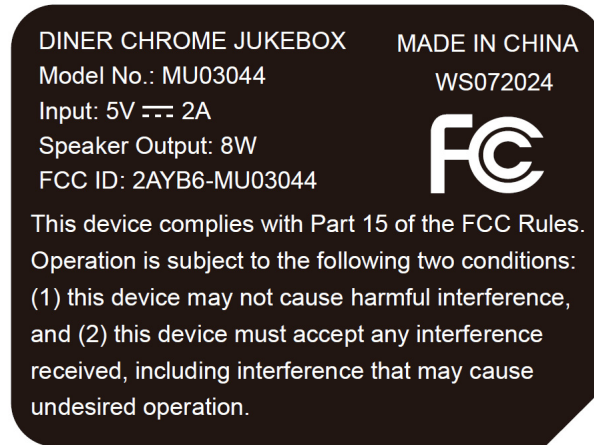 DINER CHROME JUKEBOX
Model No.: MU03044
Input: 5V ⎓ 2A
Speaker Output: 8W
FCC ID: 2AYB6-MU03044
MADE IN CHINA
WS072024
FC
This device complies with Part 15 of the FCC Rules.
Operation is subject to the following two conditions:
(1) this device may not cause harmful interference,
and (2) this device must accept any interference
received, including interference that may cause
undesired operation.